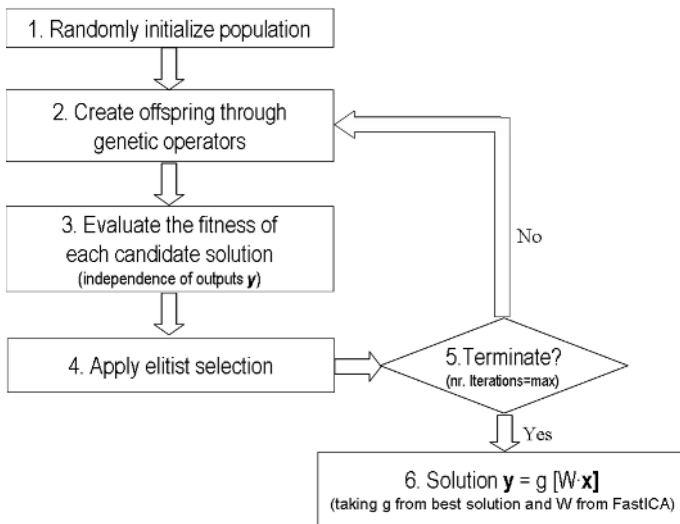 1. Randomly initialize population
2. Create offspring through
genetic operators
3. Evaluate the fitness of
each candidate solution
(independence of outputs y)
4. Apply elitist selection
5.Terminate?
(nr. Iterations=max)
No
Yes
6. Solution y = g [W·x]
(taking g from best solution and W from FastICA)